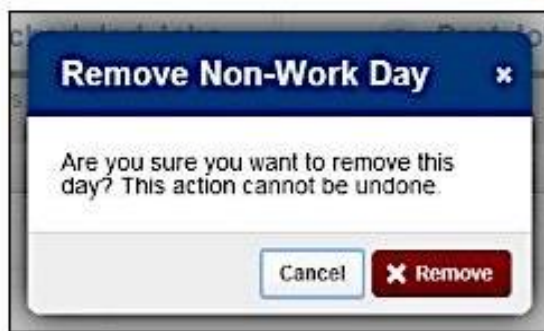 Remove Non-Work Day ×
Are you sure you want to remove this
day? This action cannot be undone.
Cancel ✖ Remove